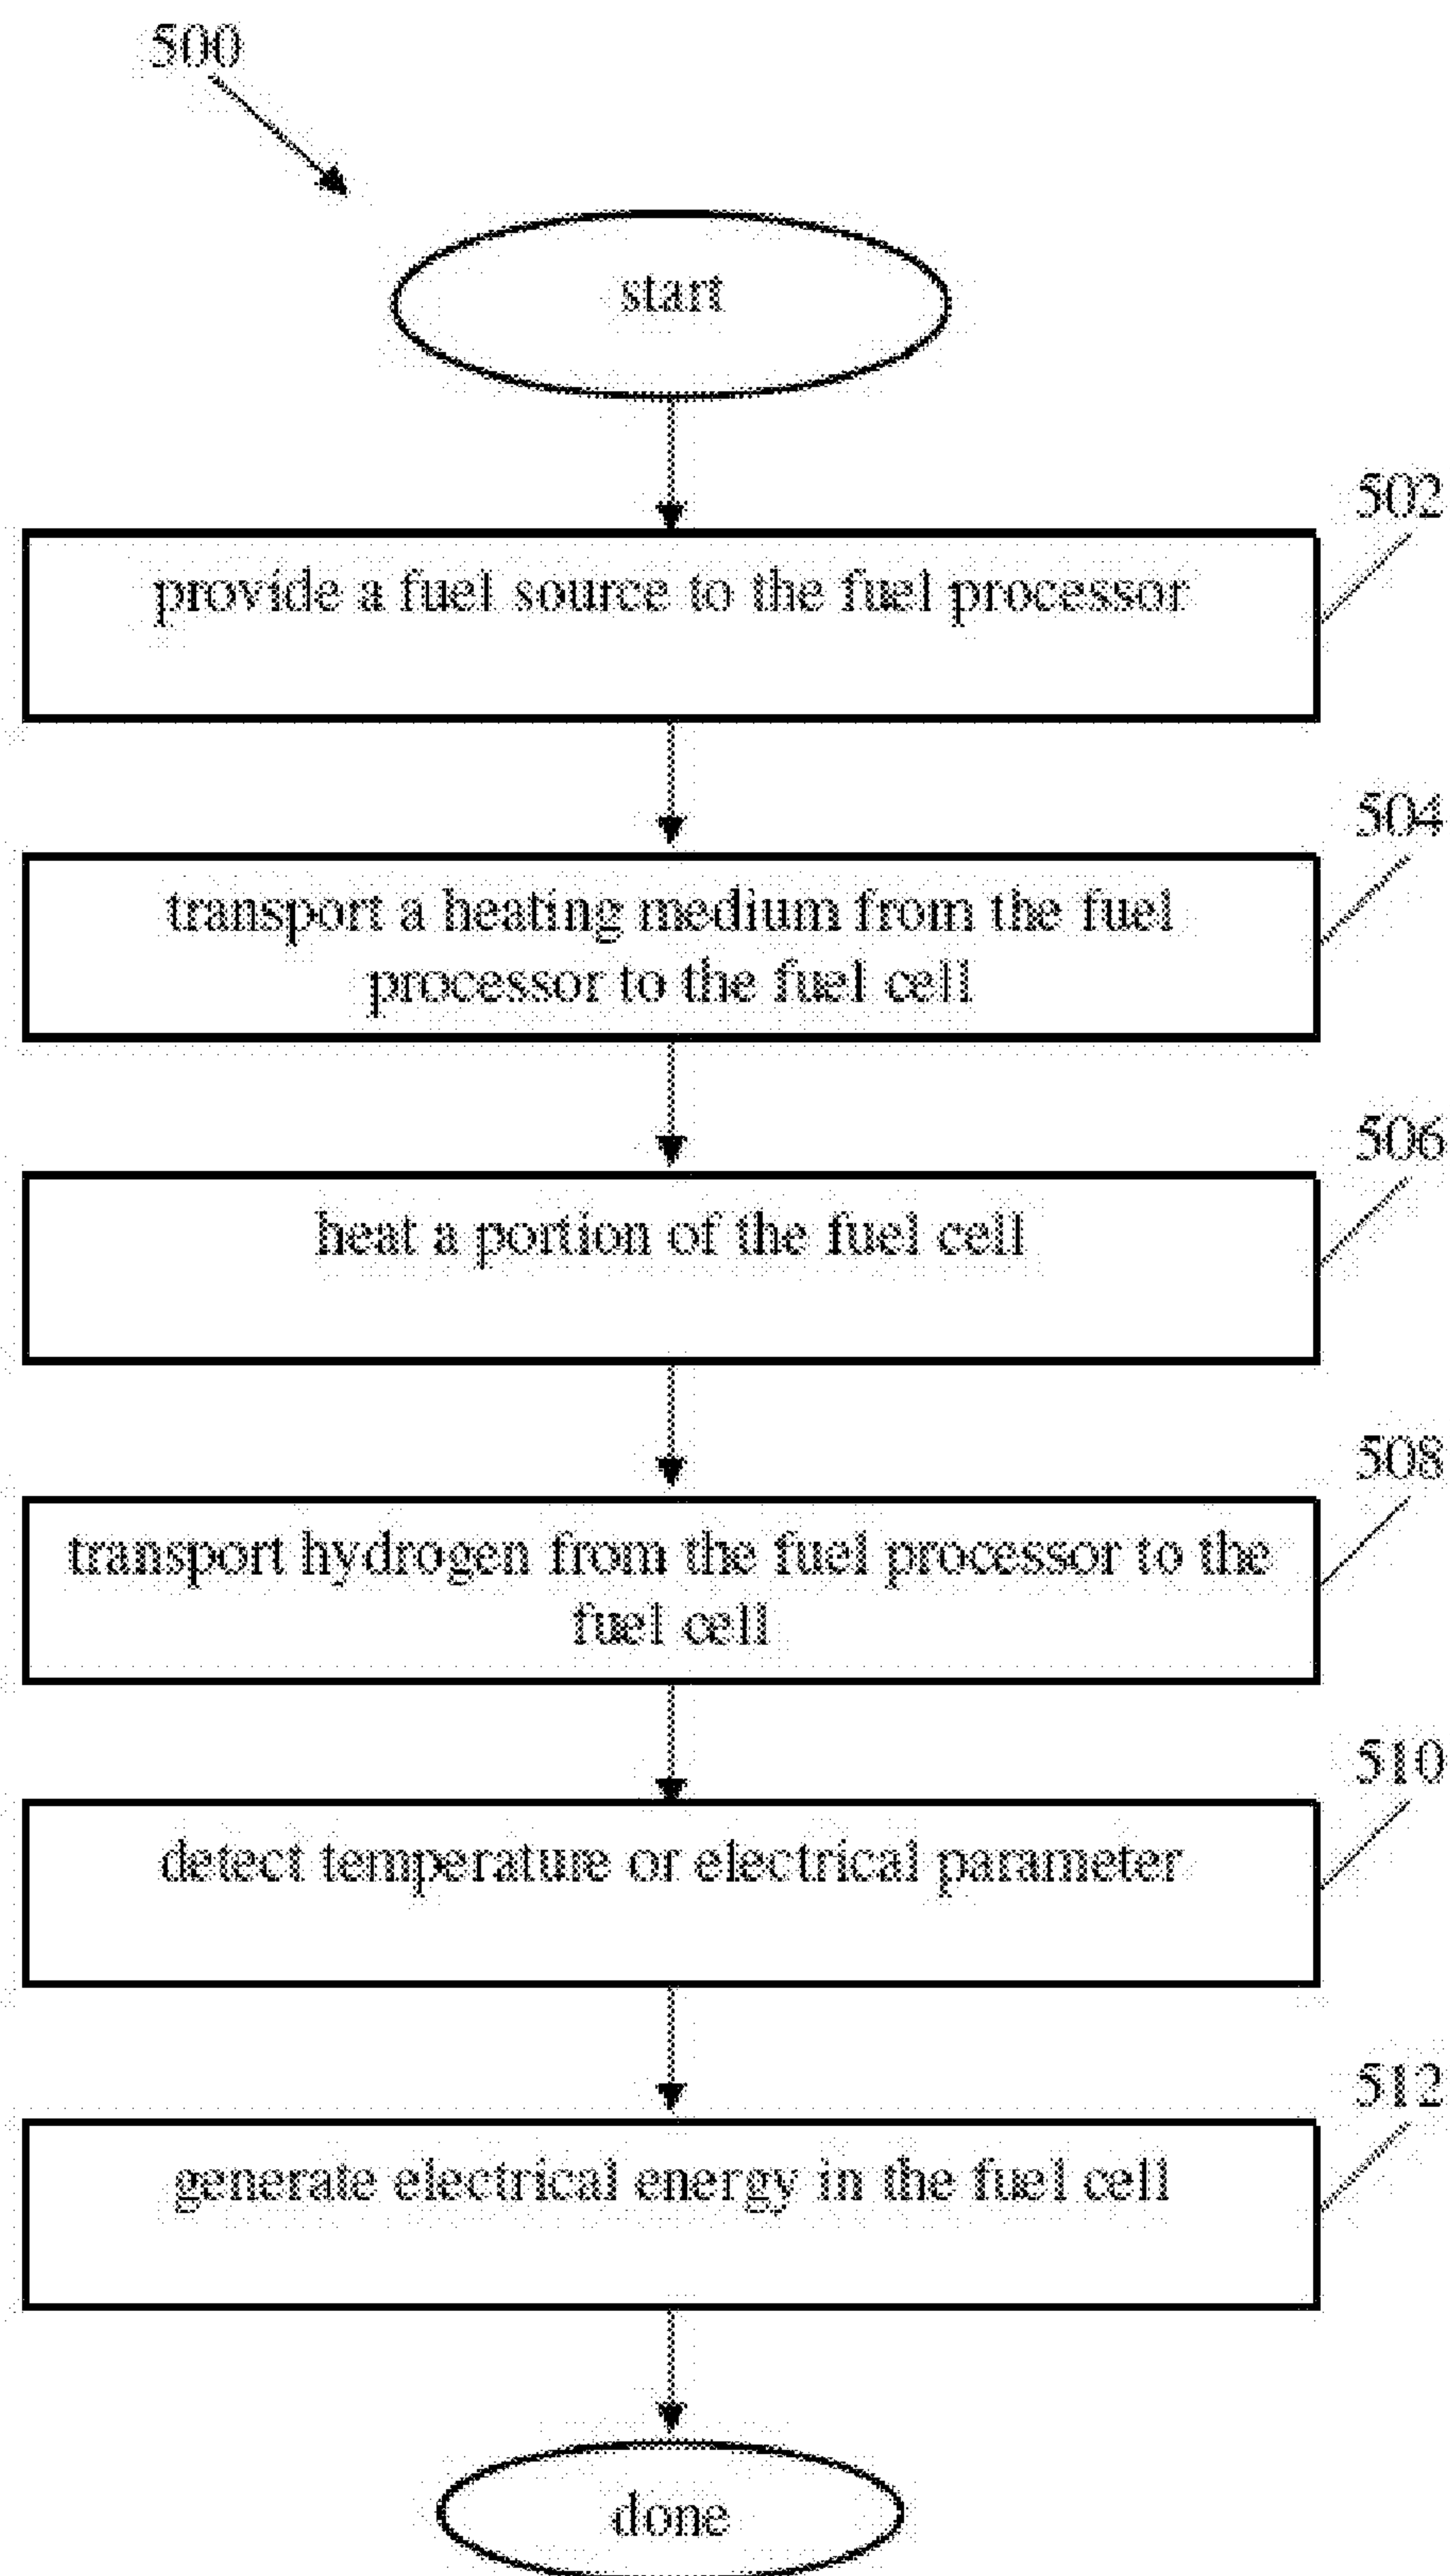 500
start
502
provide a fuel source to the fuel processor
504
transport a heating medium from the fuel
processor to the fuel cell
506
heat a portion of the fuel cell
508
transport hydrogen from the fuel processor to the
fuel cell
510
detect temperature or electrical parameter
512
generate electrical energy in the fuel cell
done